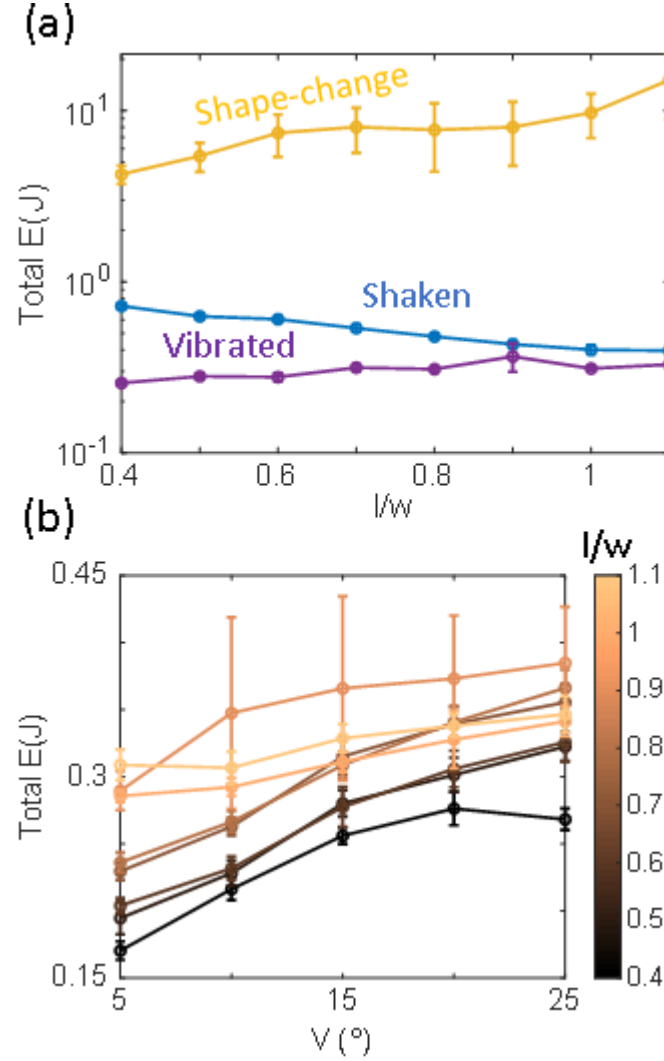 (a)
Shape-change
Shaken
Vibrated
Total E(J)
10¹
10⁰
10⁻¹
0.4
0.6
0.8
1
l/w
(b)
l/w
Total E(J)
0.45
0.3
0.15
5
15
25
V (°)
1.1
1
0.9
0.8
0.7
0.6
0.5
0.4